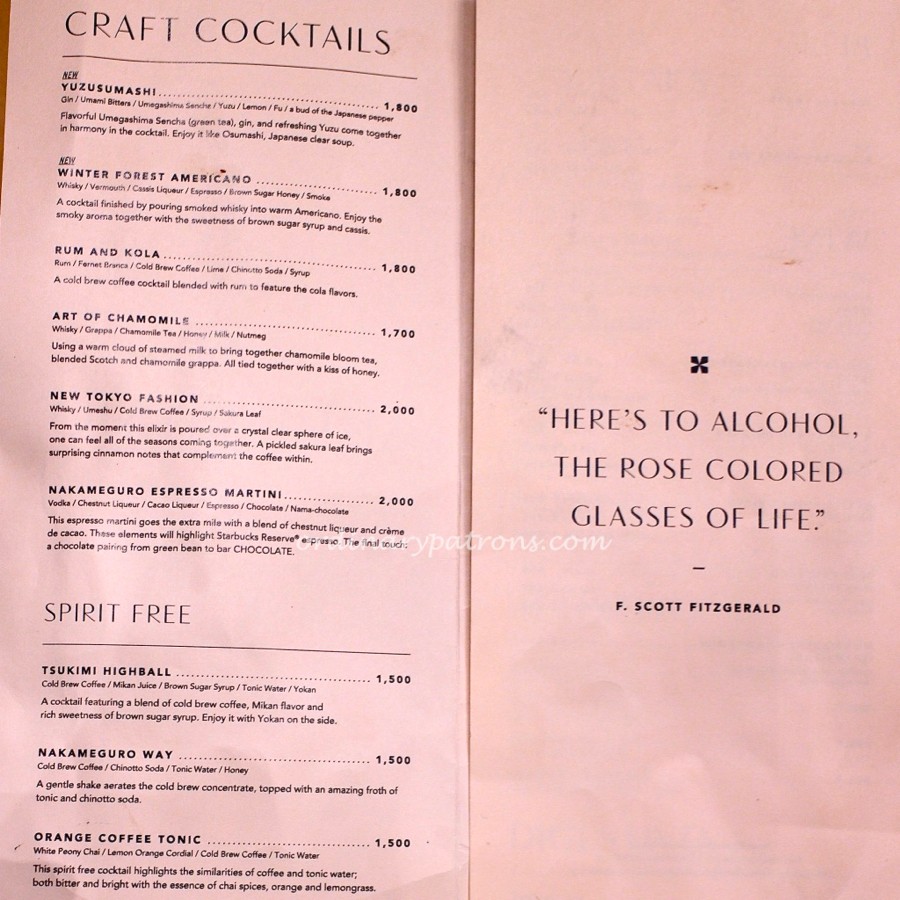 CRAFT COCKTAILS
NEW
YUZUSUMASHI 1,800
Gin / Umami Bitters / Umegashima Sencha / Yuzu / Lemon / Fu / a bud of the Japanese pepper
Flavorful Umegashima Sencha (green tea), gin, and refreshing Yuzu come together
in harmony in the cocktail. Enjoy it like Osumashi, Japanese clear soup.
NEW
WINTER FOREST AMERICANO 1,800
Whisky / Vermouth / Cassis Liqueur / Espresso / Brown Sugar Honey / Smoke
A cocktail finished by pouring smoked whisky into warm Americano. Enjoy the
smoky aroma together with the sweetness of brown sugar syrup and cassis.
RUM AND KOLA 1,800
Rum / Fernet Branca / Cold Brew Coffee / Lime / Chinotto Soda / Syrup
A cold brew coffee cocktail blended with rum to feature the cola flavors.
ART OF CHAMOMILE 1,700
Whisky / Grappa / Chamomile Tea / Honey / Milk / Nutmeg
Using a warm cloud of steamed milk to bring together chamomile bloom tea,
blended Scotch and chamomile grappa. All tied together with a kiss of honey.
NEW TOKYO FASHION 2,000
Whisky / Umeshu / Cold Brew Coffee / Syrup / Sakura Leaf
From the moment this elixir is poured over a crystal clear sphere of ice,
one can feel all of the seasons coming together. A pickled sakura leaf brings
surprising cinnamon notes that complement the coffee within.
NAKAMEGURO ESPRESSO MARTINI 2,000
Vodka / Chestnut Liqueur / Cacao Liqueur / Espresso / Chocolate / Nama-chocolate
This espresso martini goes the extra mile with a blend of chestnut liqueur and crème
de cacao. These elements will highlight Starbucks Reserve® espresso. The final touch;
a chocolate pairing from green bean to bar CHOCOLATE.
SPIRIT FREE
TSUKIMI HIGHBALL 1,500
Cold Brew Coffee / Mikan Juice / Brown Sugar Syrup / Tonic Water / Yokan
A cocktail featuring a blend of cold brew coffee, Mikan flavor and
rich sweetness of brown sugar syrup. Enjoy it with Yokan on the side.
NAKAMEGURO WAY 1,500
Cold Brew Coffee / Chinotto Soda / Tonic Water / Honey
A gentle shake aerates the cold brew concentrate, topped with an amazing froth of
tonic and chinotto soda.
ORANGE COFFEE TONIC 1,500
White Peony Chai / Lemon Orange Cordial / Cold Brew Coffee / Tonic Water
This spirit free cocktail highlights the similarities of coffee and tonic water;
both bitter and bright with the essence of chai spices, orange and lemongrass.
“HERE’S TO ALCOHOL,
THE ROSE COLORED
GLASSES OF LIFE.”
–
F. SCOTT FITZGERALD